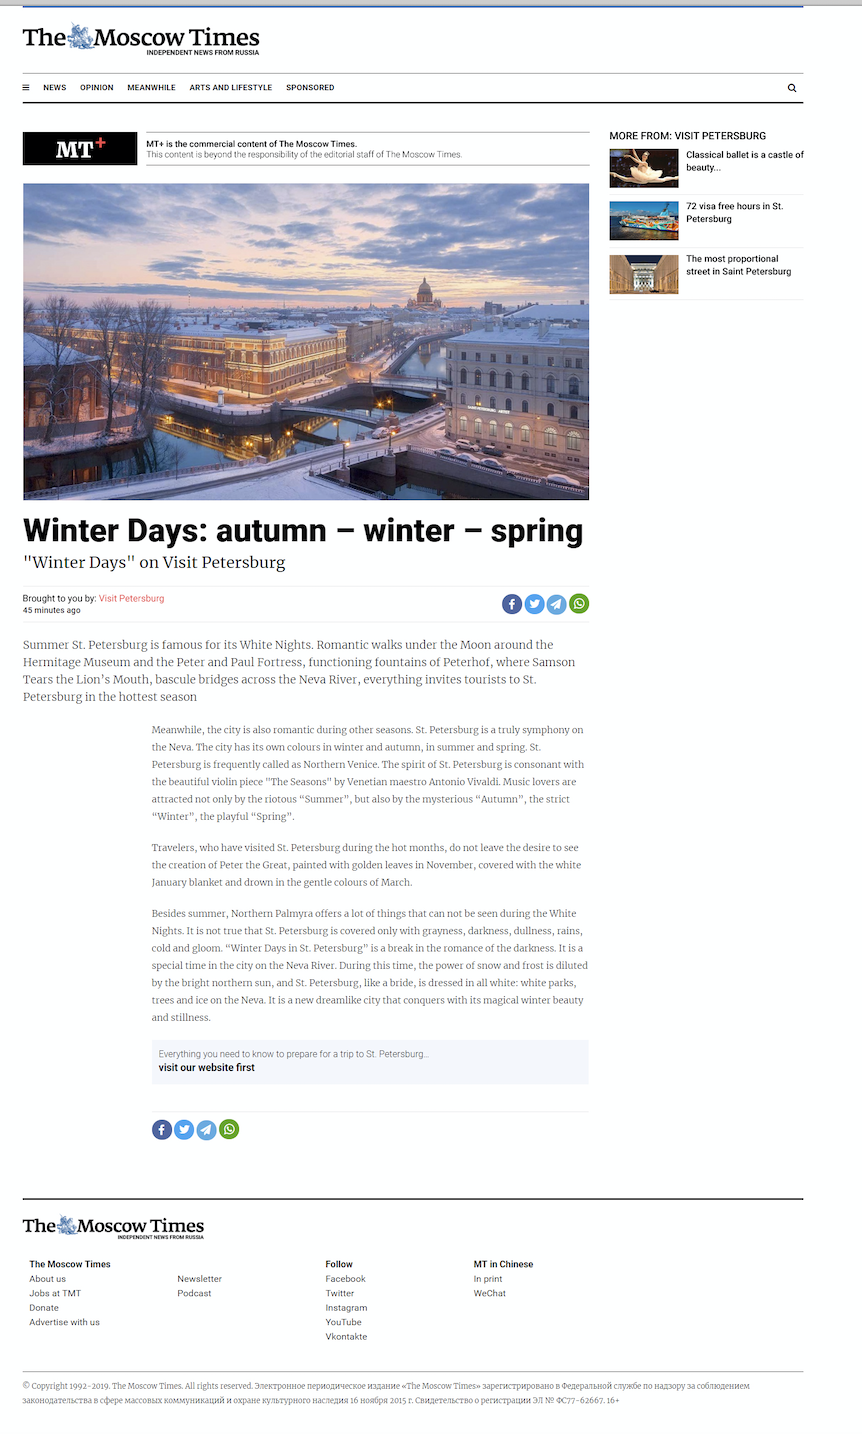 The Moscow Times
INDEPENDENT NEWS FROM RUSSIA
NEWS OPINION MEANWHILE ARTS AND LIFESTYLE SPONSORED
MT+
MT+ is the commercial content of The Moscow Times.
This content is beyond the responsibility of the editorial staff of The Moscow Times.
MORE FROM: VISIT PETERSBURG
Classical ballet is a castle of
beauty...
72 visa free hours in St.
Petersburg
The most proportional
street in Saint Petersburg
Winter Days: autumn – winter – spring
"Winter Days" on Visit Petersburg
Brought to you by: Visit Petersburg
45 minutes ago
Summer St. Petersburg is famous for its White Nights. Romantic walks under the Moon around the
Hermitage Museum and the Peter and Paul Fortress, functioning fountains of Peterhof, where Samson
Tears the Lion’s Mouth, bascule bridges across the Neva River, everything invites tourists to St.
Petersburg in the hottest season
Meanwhile, the city is also romantic during other seasons. St. Petersburg is a truly symphony on
the Neva. The city has its own colours in winter and autumn, in summer and spring. St.
Petersburg is frequently called as Northern Venice. The spirit of St. Petersburg is consonant with
the beautiful violin piece "The Seasons" by Venetian maestro Antonio Vivaldi. Music lovers are
attracted not only by the riotous “Summer”, but also by the mysterious “Autumn”, the strict
“Winter”, the playful “Spring”.
Travelers, who have visited St. Petersburg during the hot months, do not leave the desire to see
the creation of Peter the Great, painted with golden leaves in November, covered with the white
January blanket and drown in the gentle colours of March.
Besides summer, Northern Palmyra offers a lot of things that can not be seen during the White
Nights. It is not true that St. Petersburg is covered only with grayness, darkness, dullness, rains,
cold and gloom. “Winter Days in St. Petersburg” is a break in the romance of the darkness. It is a
special time in the city on the Neva River. During this time, the power of snow and frost is diluted
by the bright northern sun, and St. Petersburg, like a bride, is dressed in all white: white parks,
trees and ice on the Neva. It is a new dreamlike city that conquers with its magical winter beauty
and stillness.
Everything you need to know to prepare for a trip to St. Petersburg...
visit our website first
The Moscow Times
INDEPENDENT NEWS FROM RUSSIA
The Moscow Times
About us
Jobs at TMT
Donate
Advertise with us
Newsletter
Podcast
Follow
Facebook
Twitter
Instagram
YouTube
Vkontakte
MT in Chinese
In print
WeChat
© Copyright 1992-2019. The Moscow Times. All rights reserved. Электронное периодическое издание «The Moscow Times» зарегистрировано в Федеральной службе по надзору за соблюдением
законодательства в сфере массовых коммуникаций и охране культурного наследия 16 ноября 2015 г. Свидетельство о регистрации ЭЛ № ФС77-62667. 16+